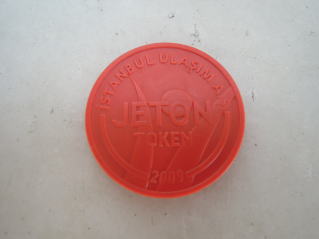 İSTANBUL ULAŞIM A.Ş
JETON
TOKEN
2009